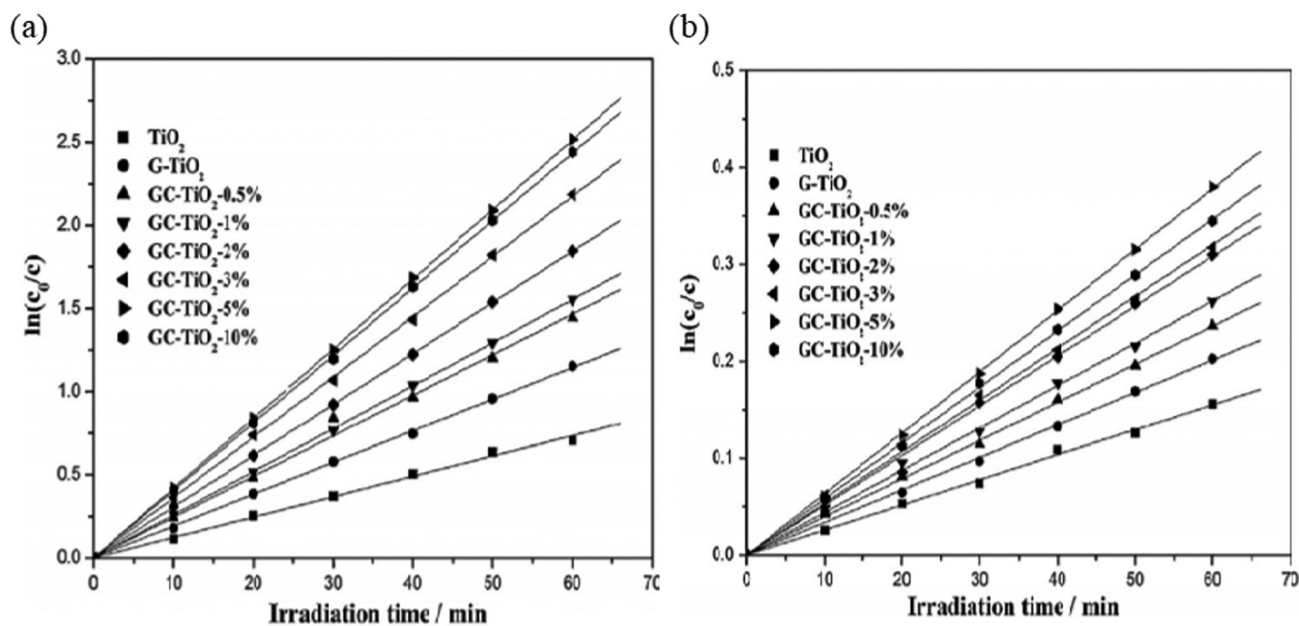 (a)
3.0
2.5
2.0
1.5
1.0
0.5
0.0
ln(c0/c)
TiO2
G-TiO2
GC-TiO2-0.5%
GC-TiO2-1%
GC-TiO2-2%
GC-TiO2-3%
GC-TiO2-5%
GC-TiO2-10%
0 10 20 30 40 50 60 70
Irradiation time / min
(b)
0.5
0.4
0.3
0.2
0.1
0.0
ln(c0/c)
TiO2
G-TiO2
GC-TiO2-0.5%
GC-TiO2-1%
GC-TiO2-2%
GC-TiO2-3%
GC-TiO2-5%
GC-TiO2-10%
0 10 20 30 40 50 60 70
Irradiation time / min